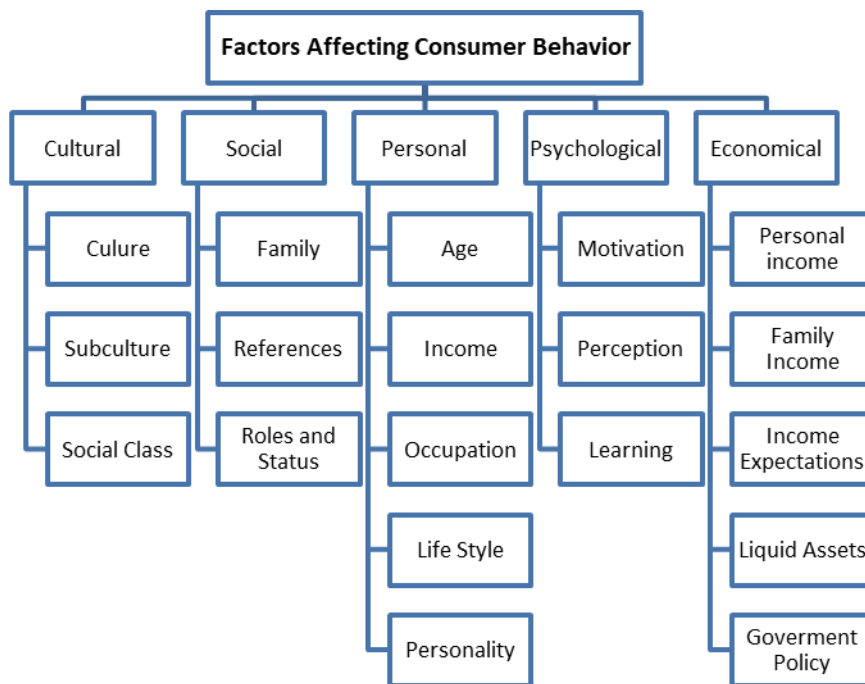 Factors Affecting Consumer Behavior
Cultural
Social
Personal
Psychological
Economical
Culure
Subculture
Social Class
Family
References
Roles and
Status
Age
Income
Occupation
Life Style
Personality
Motivation
Perception
Learning
Personal
income
Family
Income
Income
Expectations
Liquid Assets
Goverment
Policy